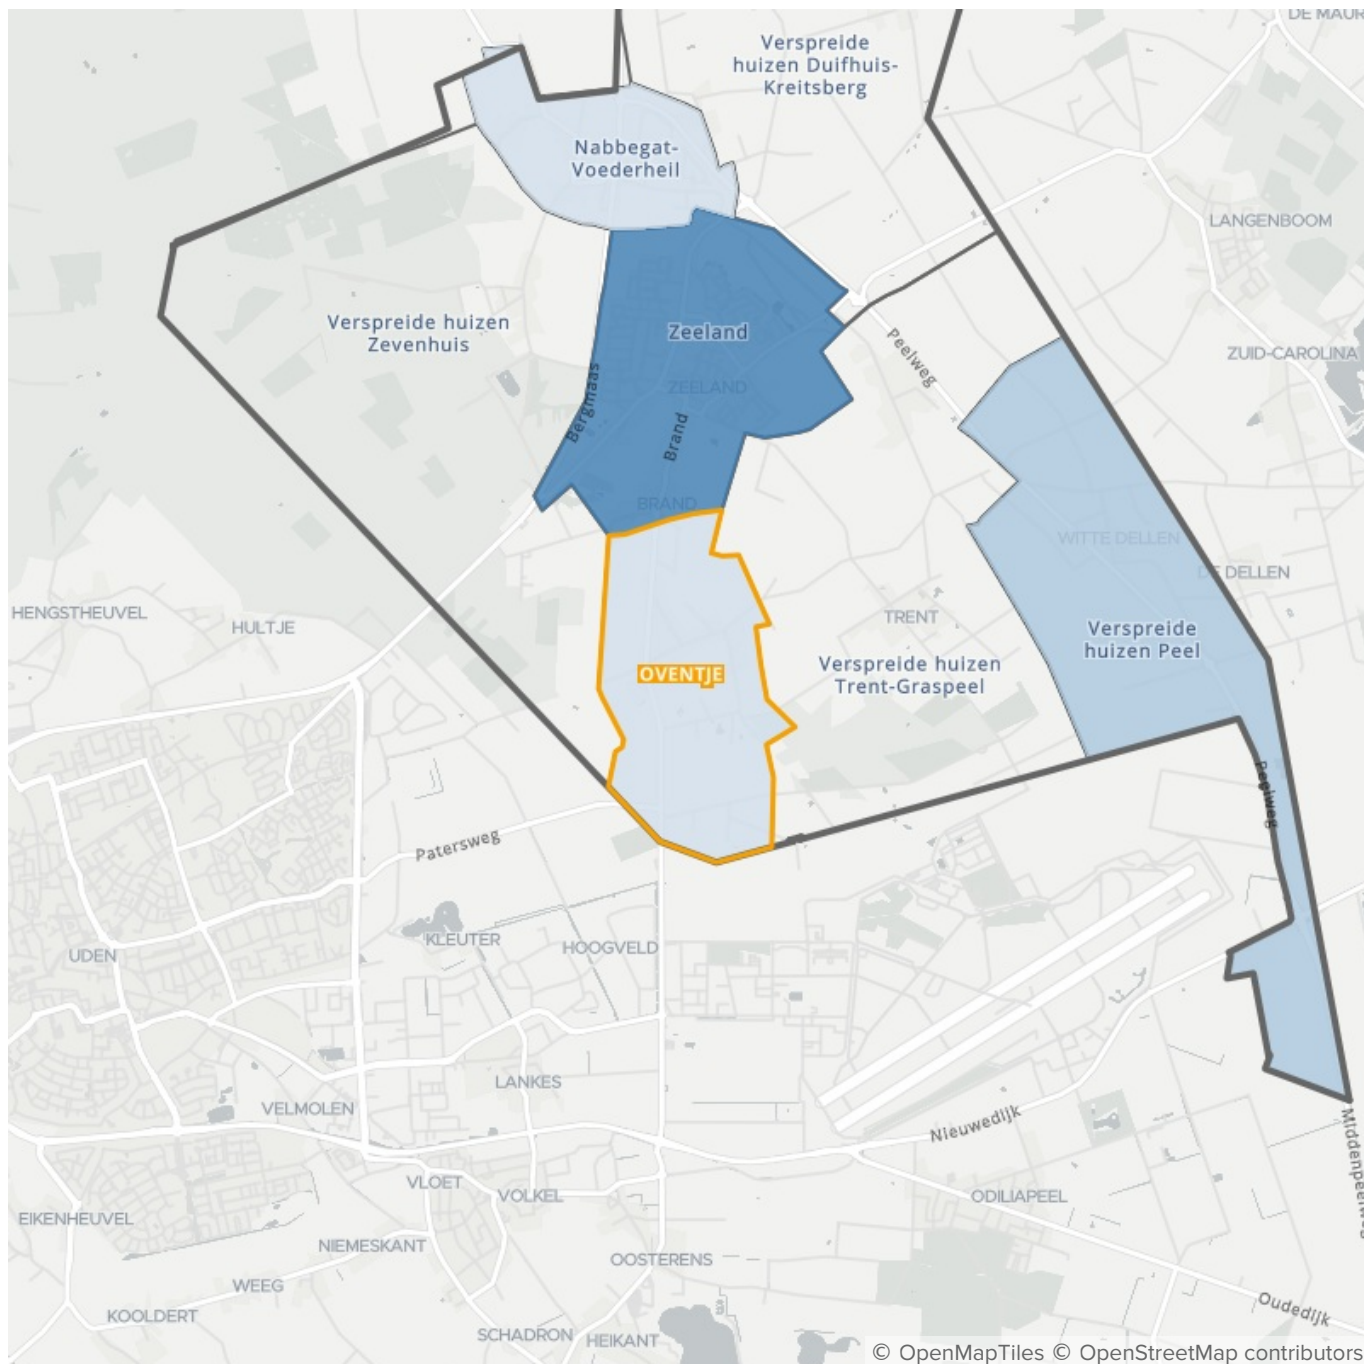 DE MAUR
Verspreide
huizen Duifhuis-
Kreitsberg
Nabbegat-
Voederheil
LANGENBOOM
Verspreide huizen
Zevenhuis
Zeeland
Peelweg
ZUID-CAROLINA
ZEELAND
Bergmaas
Brand
BRAND
WITTE DELLEN
DE DELLEN
HENGSTHEUVEL
HULTJE
TRENT
Verspreide
huizen Peel
Verspreide huizen
Trent-Graspeel
OVENTJE
Peelweg
Patersweg
KLEUTER
HOOGVELD
UDEN
LANKES
VELMOLEN
Nieuwedijk
Middenpeelweg
VLOET
VOLKEL
ODILIAPEEL
EIKENHEUVEL
NIEMESKANT
OOSTERENS
WEEG
KOOLDERT
Oudedijk
SCHADRON
HEIKANT
© OpenMapTiles © OpenStreetMap contributors